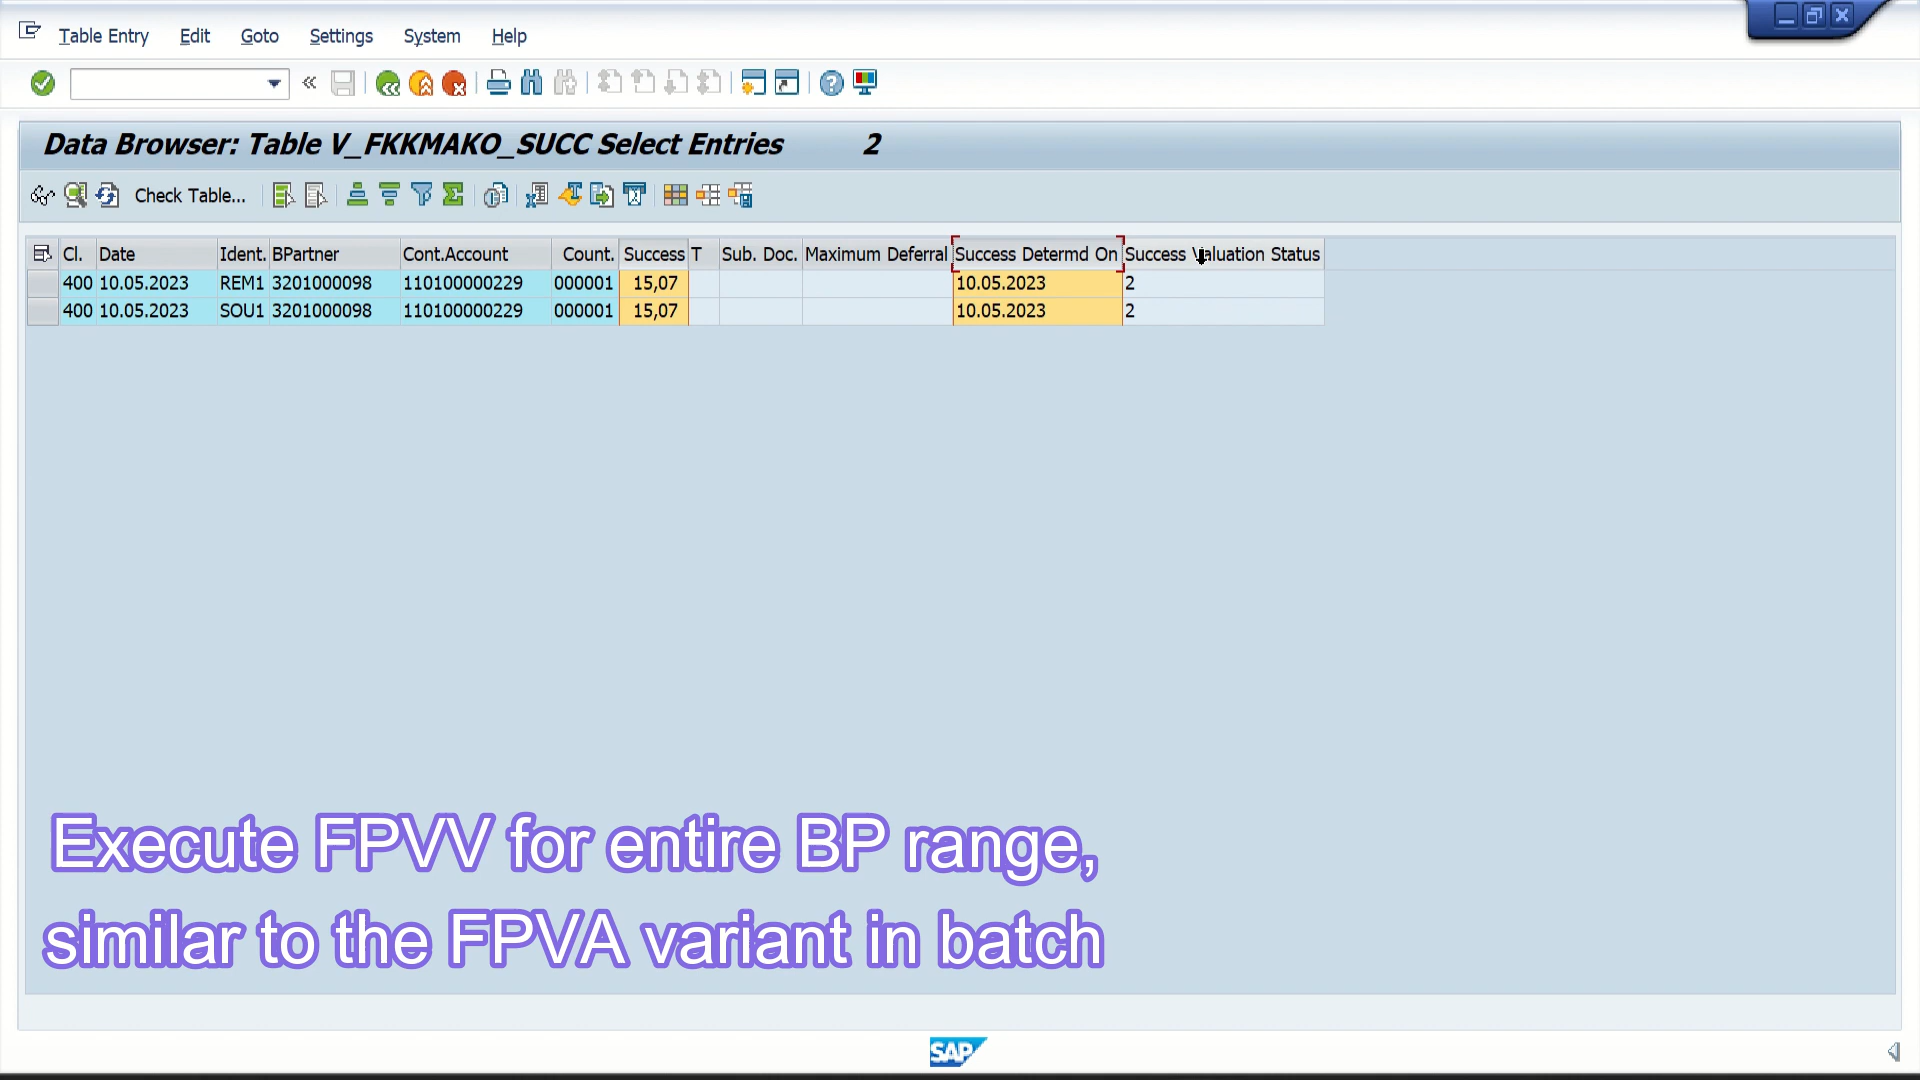 Table Entry Edit Goto Settings System Help
Data Browser: Table V_FKKMAKO_SUCC Select Entries 2
Check Table...
Cl. Date Ident. BPartner Cont.Account Count. Success T Sub. Doc. Maximum Deferral Success Determd On Success Valuation Status
400 10.05.2023 REM1 3201000098 110100000229 000001 15,07 10.05.2023 2
400 10.05.2023 SOU1 3201000098 110100000229 000001 15,07 10.05.2023 2
Execute FPVV for entire BP range,
similar to the FPVA variant in batch
SAP